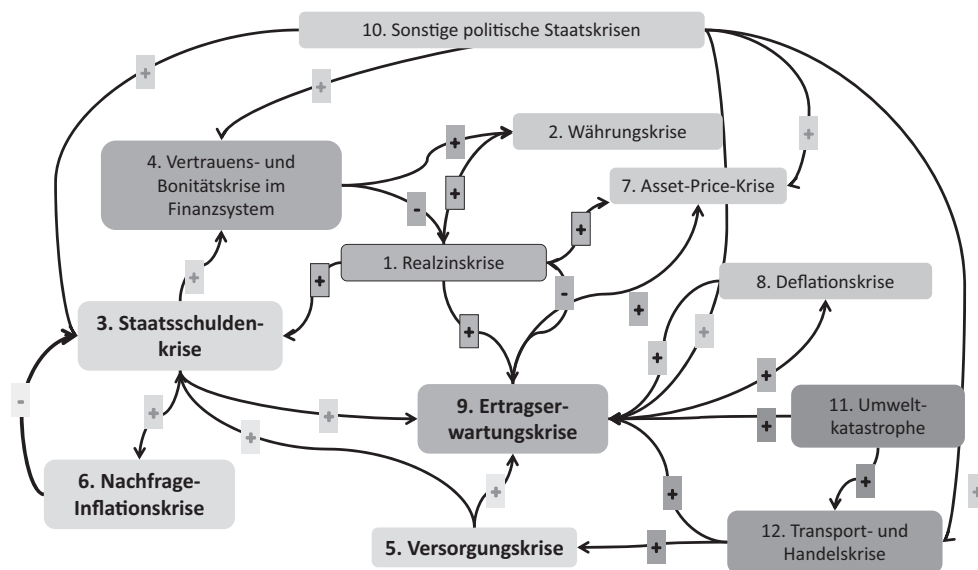 10. Sonstige politische Staatskrisen
+
+
+
2. Währungskrise
+
4. Vertrauens- und
Bonitätskrise im
Finanzsystem
-
+
7. Asset-Price-Krise
+
1. Realzinskrise
+
+
-
8. Deflationskrise
3. Staatsschulden-
krise
+
+
+
+
+
-
+
+
+
9. Ertragser-
wartungskrise
+
11. Umwelt-
katastrophe
+
6. Nachfrage-
Inflationskrise
+
+
+
+
5. Versorgungskrise
+
12. Transport- und
Handelskrise